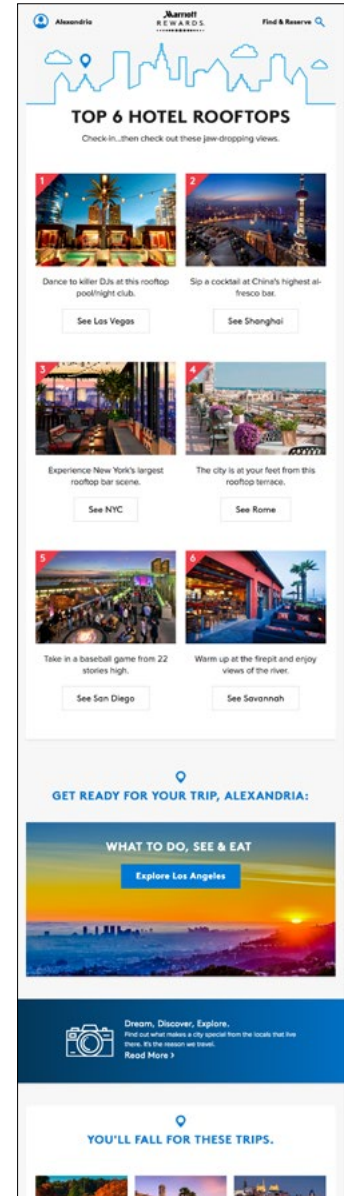 Alexandria
Marriott
REWARDS.
Find & Reserve
TOP 6 HOTEL ROOFTOPS
Check-in...then check out these jaw-dropping views.
1
2
Dance to killer DJs at this rooftop
pool/night club.
Sip a cocktail at China's highest al-
fresco bar.
See Las Vegas
See Shanghai
3
4
Experience New York's largest
rooftop bar scene.
The city is at your feet from this
rooftop terrace.
See NYC
See Rome
5
6
Take in a baseball game from 22
stories high.
Warm up at the firepit and enjoy
views of the river.
See San Diego
See Savannah
GET READY FOR YOUR TRIP, ALEXANDRIA:
WHAT TO DO, SEE & EAT
Explore Los Angeles
Dream, Discover, Explore.
Find out what makes a city special from the locals that live
there. It's the reason we travel.
Read More >
YOU'LL FALL FOR THESE TRIPS.